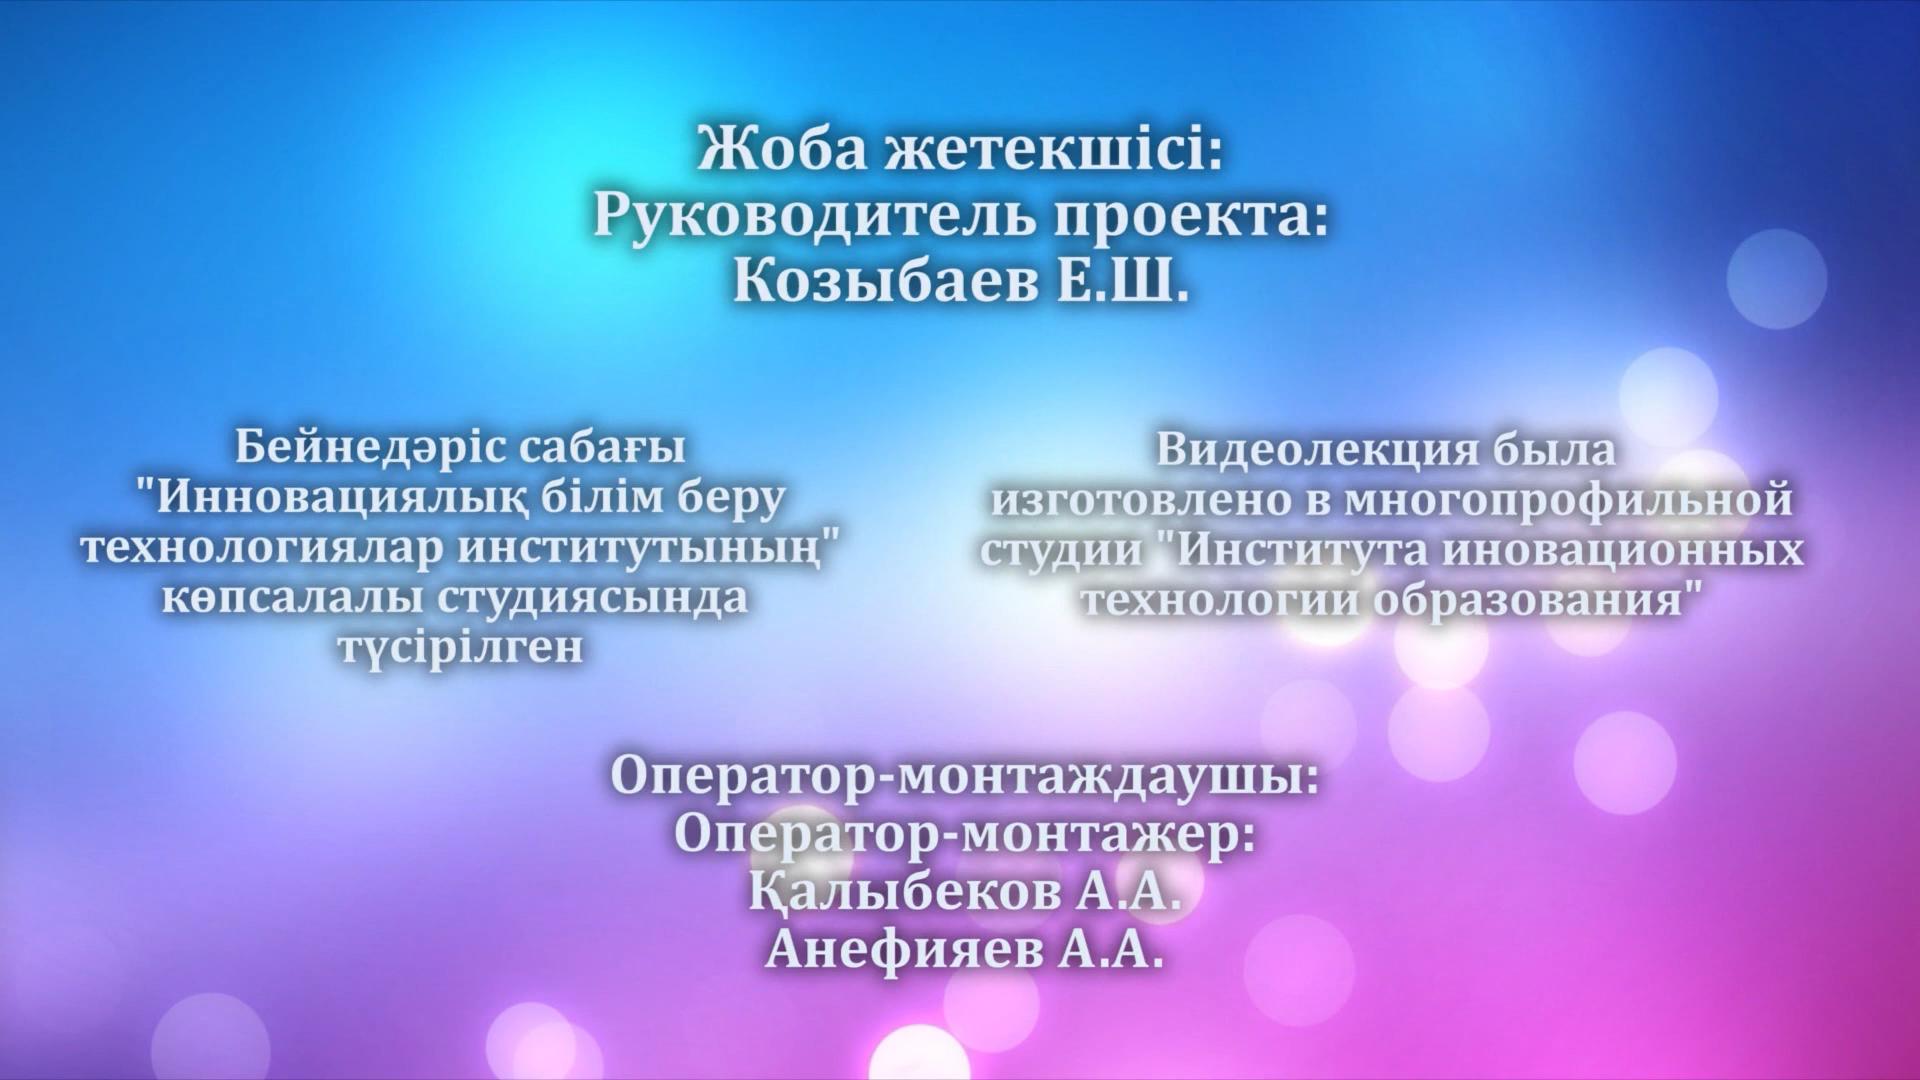 Жоба жетекшісі:
Руководитель проекта:
Козыбаев Е.Ш.
Бейнедәріс сабағы
"Инновациялық білім беру
технологиялар институтының"
көпсалалы студиясында
түсірілген
Видеолекция была
изготовлено в многопрофильной
студии "Института иновационных
технологии образования"
Оператор-монтаждаушы:
Оператор-монтажер:
Қалыбеков А.А.
Анефияев А.А.